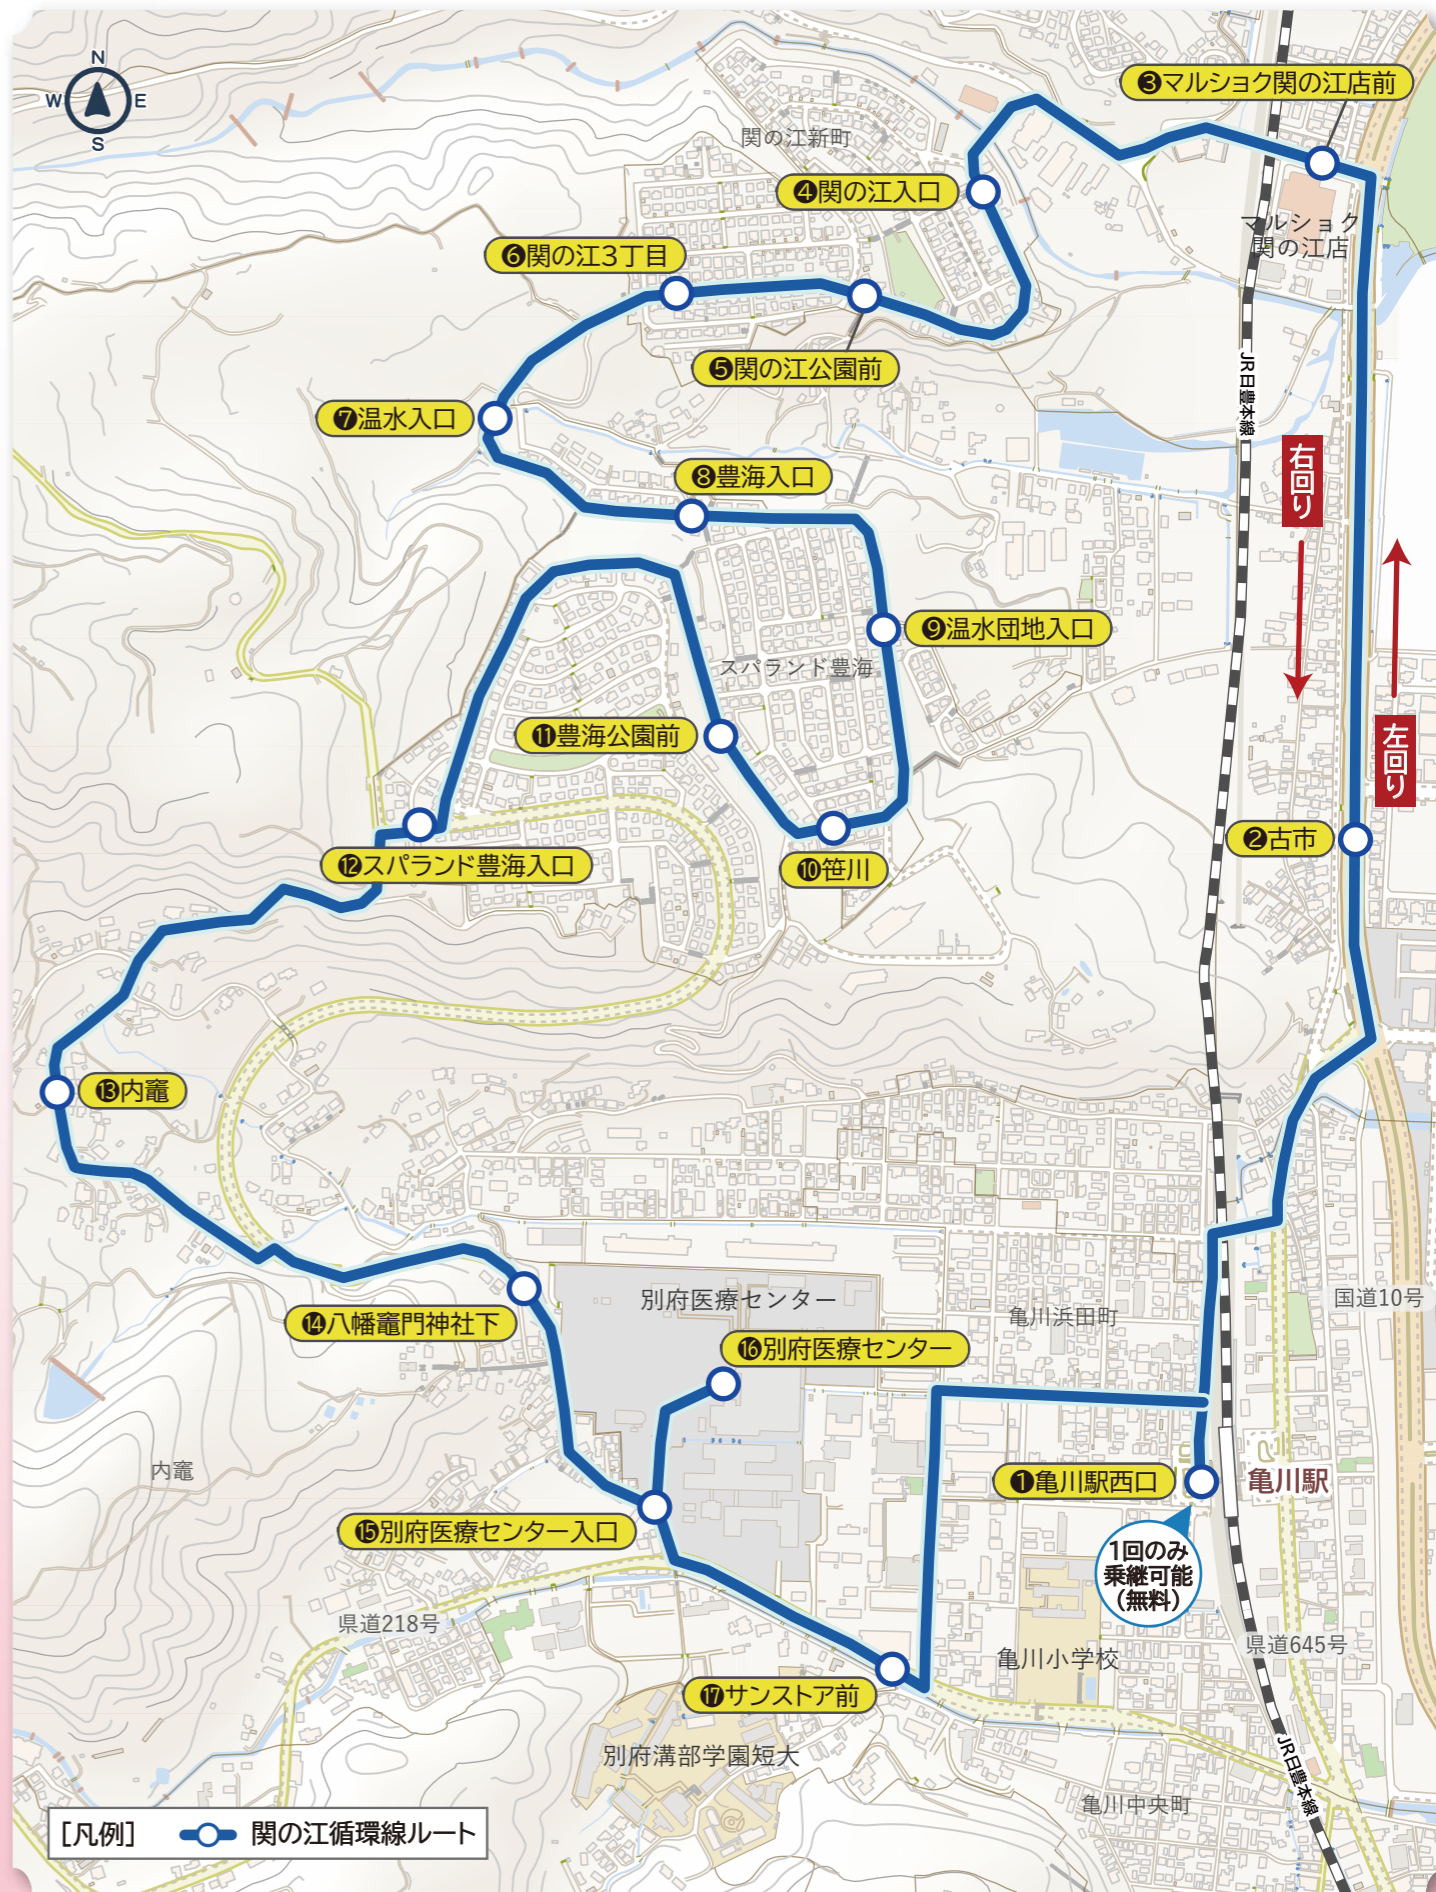 N
W
E
S
❸マルショク関の江店前
関の江新町
❹関の江入口
マルショク
関の江店
❻関の江3丁目
❺関の江公園前
JR日豊本線
❼温水入口
右回り
❽豊海入口
❾温水団地入口
スパランド豊海
⓫豊海公園前
左回り
❷古市
⓬スパランド豊海入口
❿笹川
⓭内竈
国道10号
別府医療センター
亀川浜田町
⓮八幡竈門神社下
⓰別府医療センター
内竈
❶亀川駅西口
亀川駅
⓯別府医療センター入口
1回のみ
乗継可能
（無料）
県道218号
県道645号
亀川小学校
⓱サンストア前
別府溝部学園短大
JR日豊本線
亀川中央町
［凡例］
関の江循環線ルート